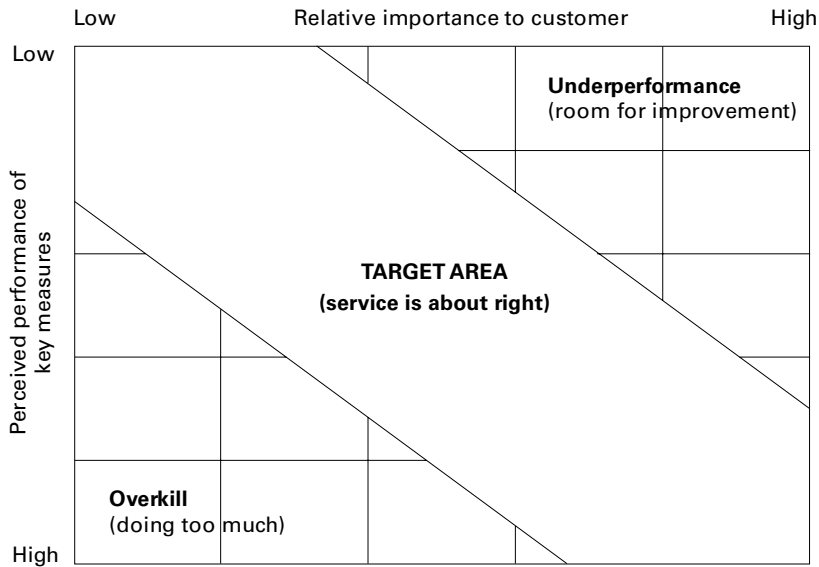 Low Relative importance to customer High
Low
Underperformance
(room for improvement)
Perceived performance of
key measures
TARGET AREA
(service is about right)
Overkill
(doing too much)
High